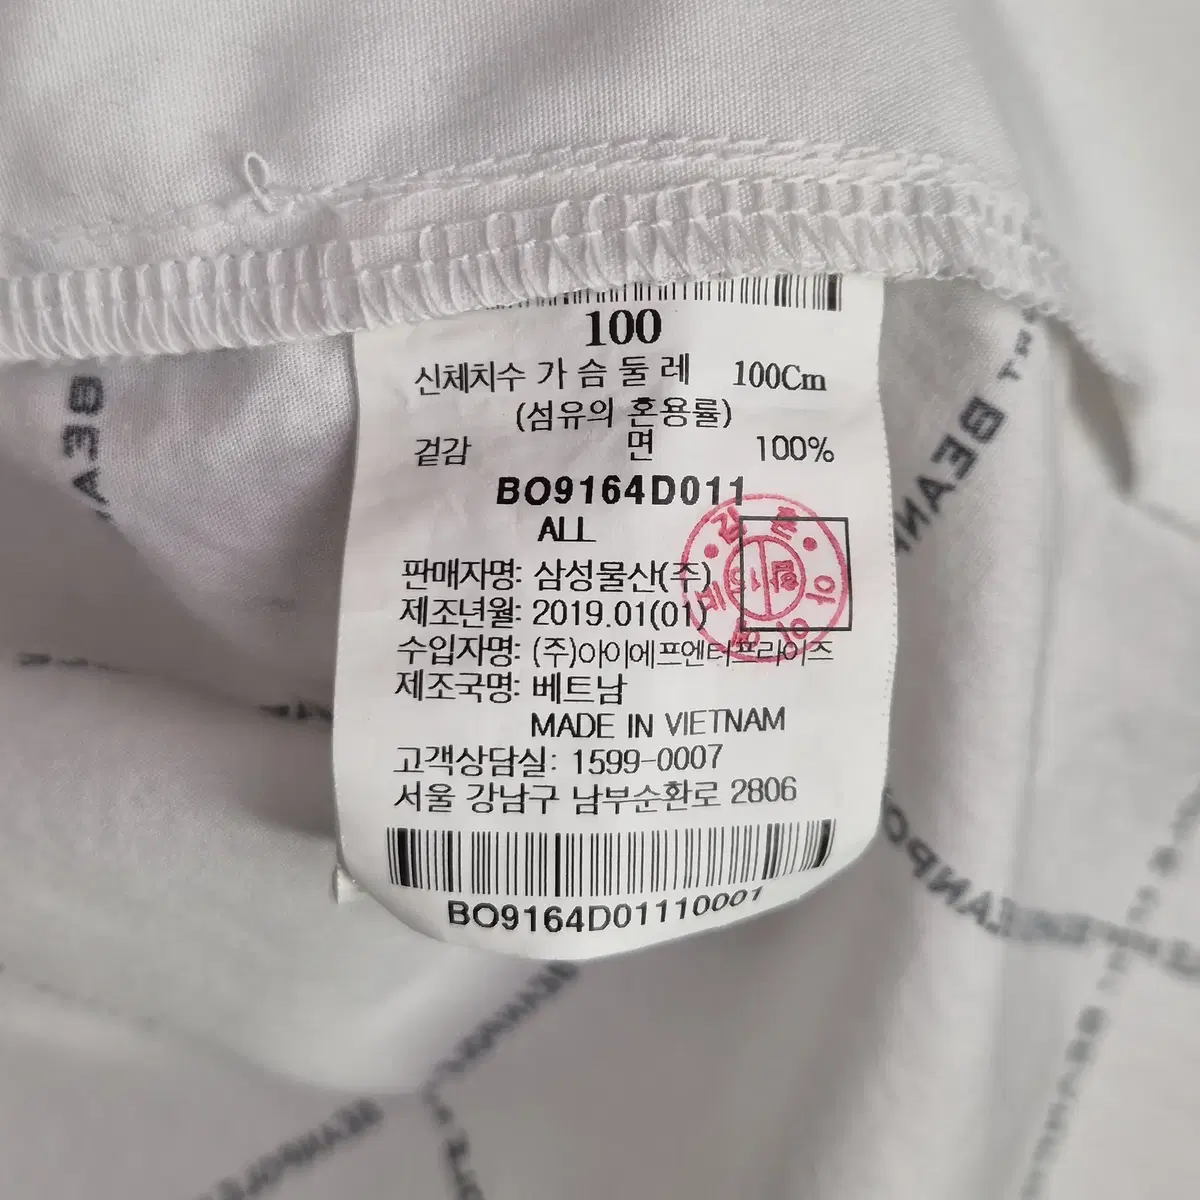 100
신체치수 가슴둘레 100Cm
(섬유의 혼용률)
겉감 면 100%
BO9164D011
ALL
판매자명: 삼성물산(주)
제조년월: 2019.01(01)
수입자명: (주)아이에프엔터프라이즈
제조국명: 베트남
MADE IN VIETNAM
고객상담실: 1599-0007
서울 강남구 남부순환로 2806
BO9164D01110001